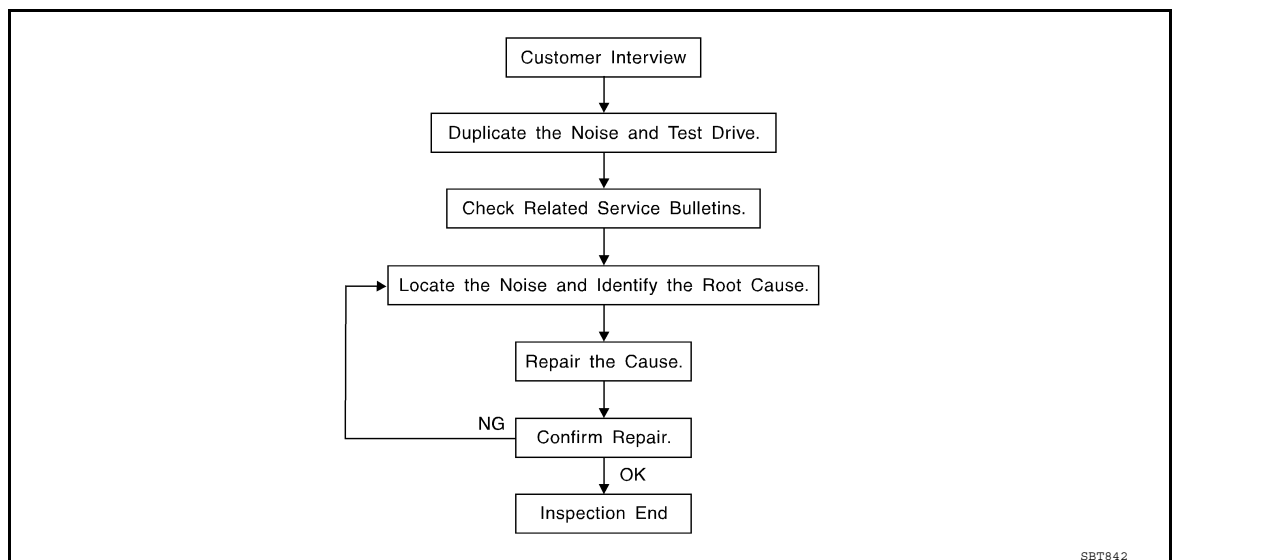 Customer Interview
Duplicate the Noise and Test Drive.
Check Related Service Bulletins.
Locate the Noise and Identify the Root Cause.
Repair the Cause.
NG
Confirm Repair.
OK
Inspection End
SBT842